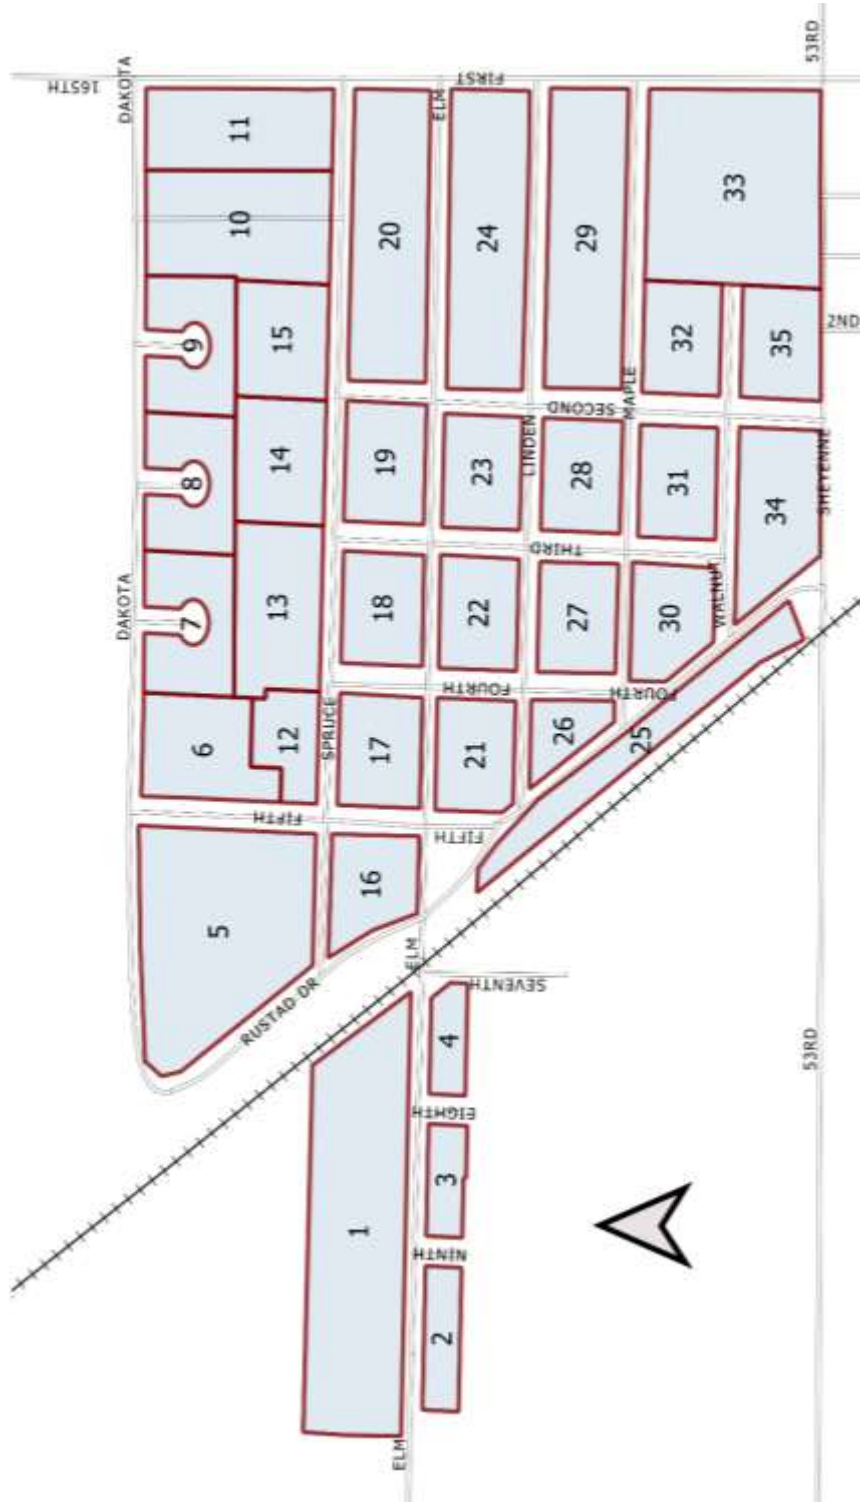 53RD
165TH
FIRST
DAKOTA
ELM
11
33
10
20
24
29
2ND
9
15
32
35
SECOND
MAPLE
LINDEN
SHEYENNE
14
19
23
28
31
34
8
THIRD
DAKOTA
WALNUT
7
13
18
22
27
30
FOURTH
FOURTH
SPRUCE
6
12
17
21
26
25
FIFTH
FIFTH
16
5
ELM
SEVENTH
RUSTAD DR
4
53RD
EIGHTH
3
1
NINTH
2
ELM